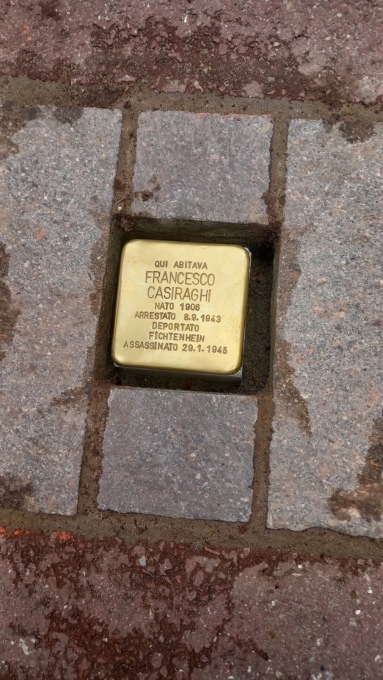 QUI ABITAVA
FRANCESCO
CASIRAGHI
NATO 1906
ARRESTATO 8.9.1943
DEPORTATO
FICHTENHEIN
ASSASSINATO 29.1.1945